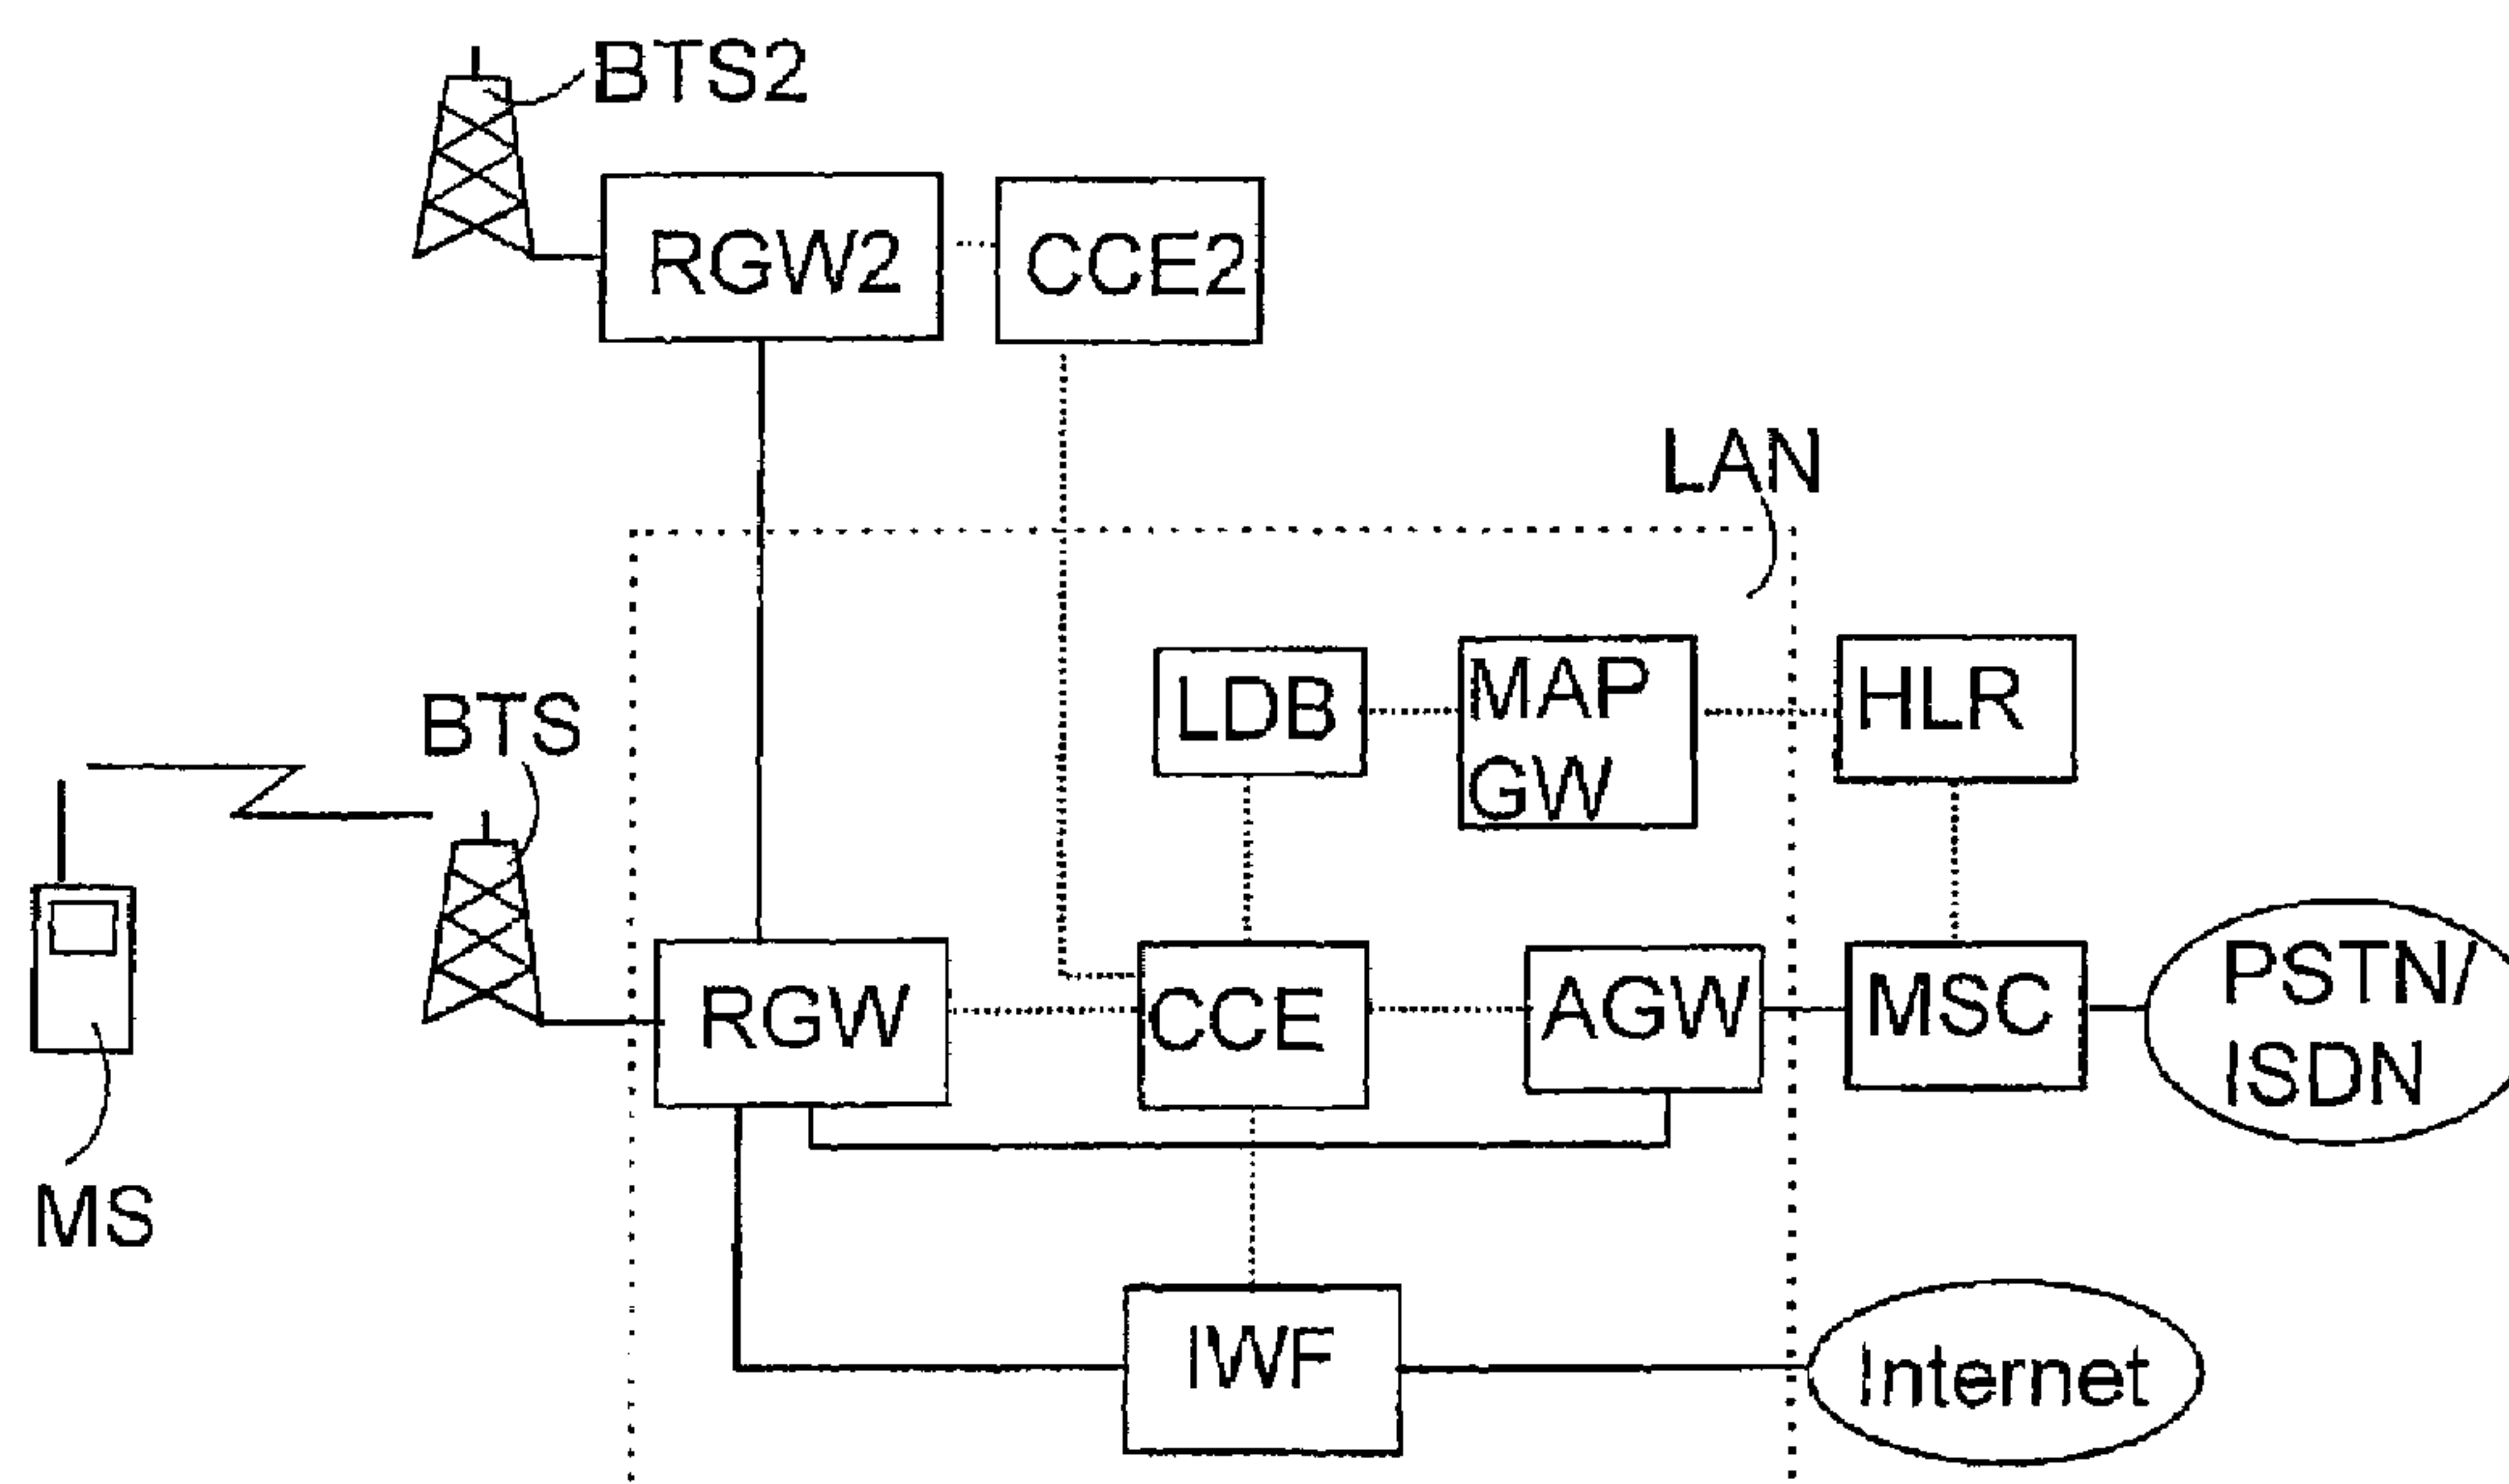 BTS2
RGW2
CCE2
LAN
LDB
MAP
GW
HLR
BTS
RGW
CCE
AGW
MSC
PSTN/
ISDN
MS
IWF
Internet